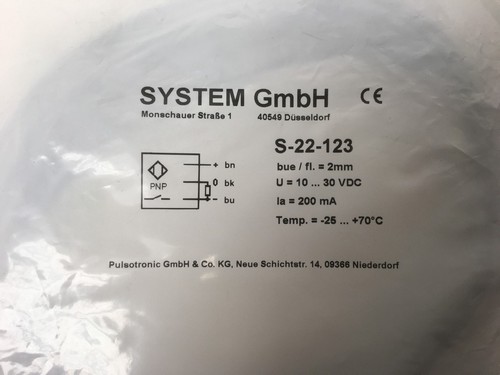 SYSTEM GmbH CE
Monschauer Straße 1 40549 Düsseldorf
S-22-123
bue / fl. = 2mm
U = 10 ... 30 VDC
Ia = 200 mA
Temp. = -25 ... +70°C
PNP
+ bn
0 bk
- bu
Pulsotronic GmbH & Co. KG, Neue Schichtstr. 14, 09366 Niederdorf